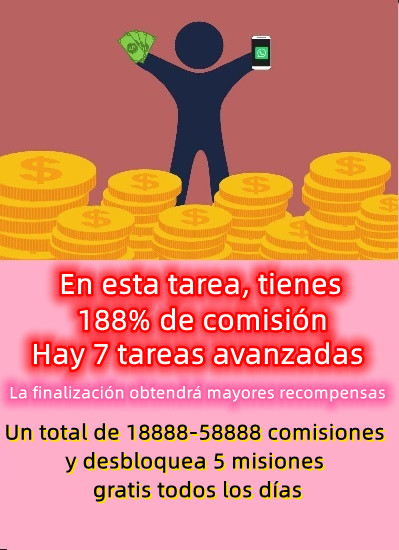 En esta tarea, tienes
188% de comisión
Hay 7 tareas avanzadas
La finalización obtendrá mayores recompensas
Un total de 18888-58888 comisiones
y desbloquea 5 misiones
gratis todos los días